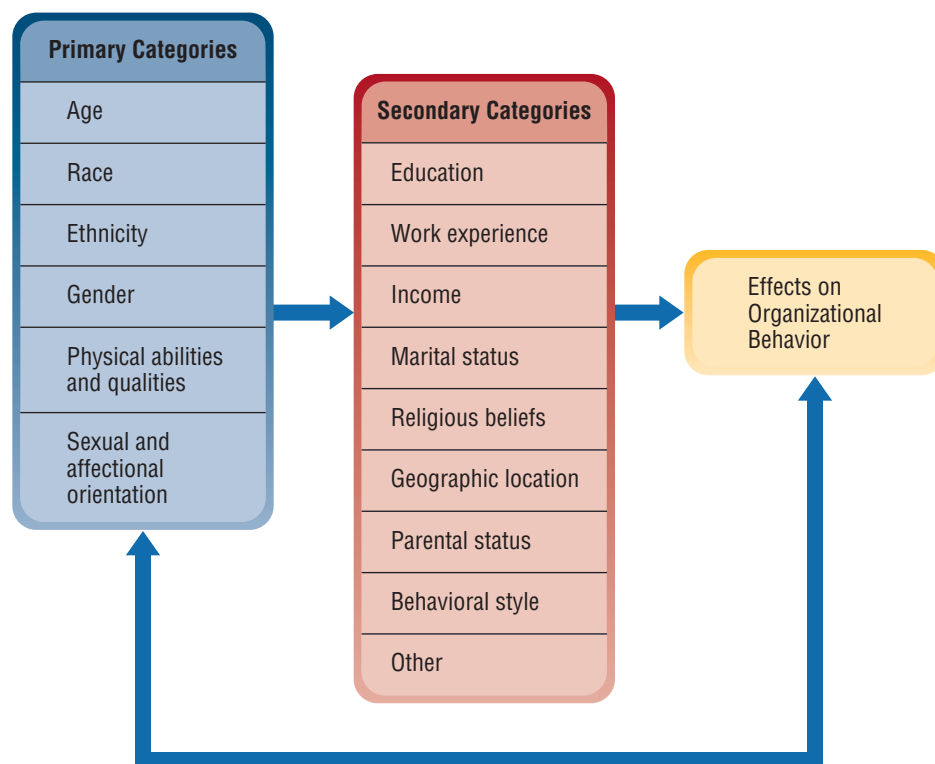 Primary Categories
Age
Race
Ethnicity
Gender
Physical abilities
and qualities
Sexual and
affectional
orientation
Secondary Categories
Education
Work experience
Income
Marital status
Religious beliefs
Geographic location
Parental status
Behavioral style
Other
Effects on
Organizational
Behavior